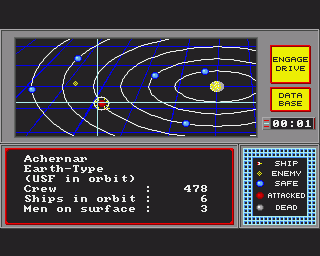 ENGAGE
DRIVE
DATA
BASE
00:01
Achernar
Earth-Type
(USF in orbit)
Crew : 478
Ships in orbit : 6
Men on surface : 3
SHIP
ENEMY
SAFE
ATTACKED
DEAD